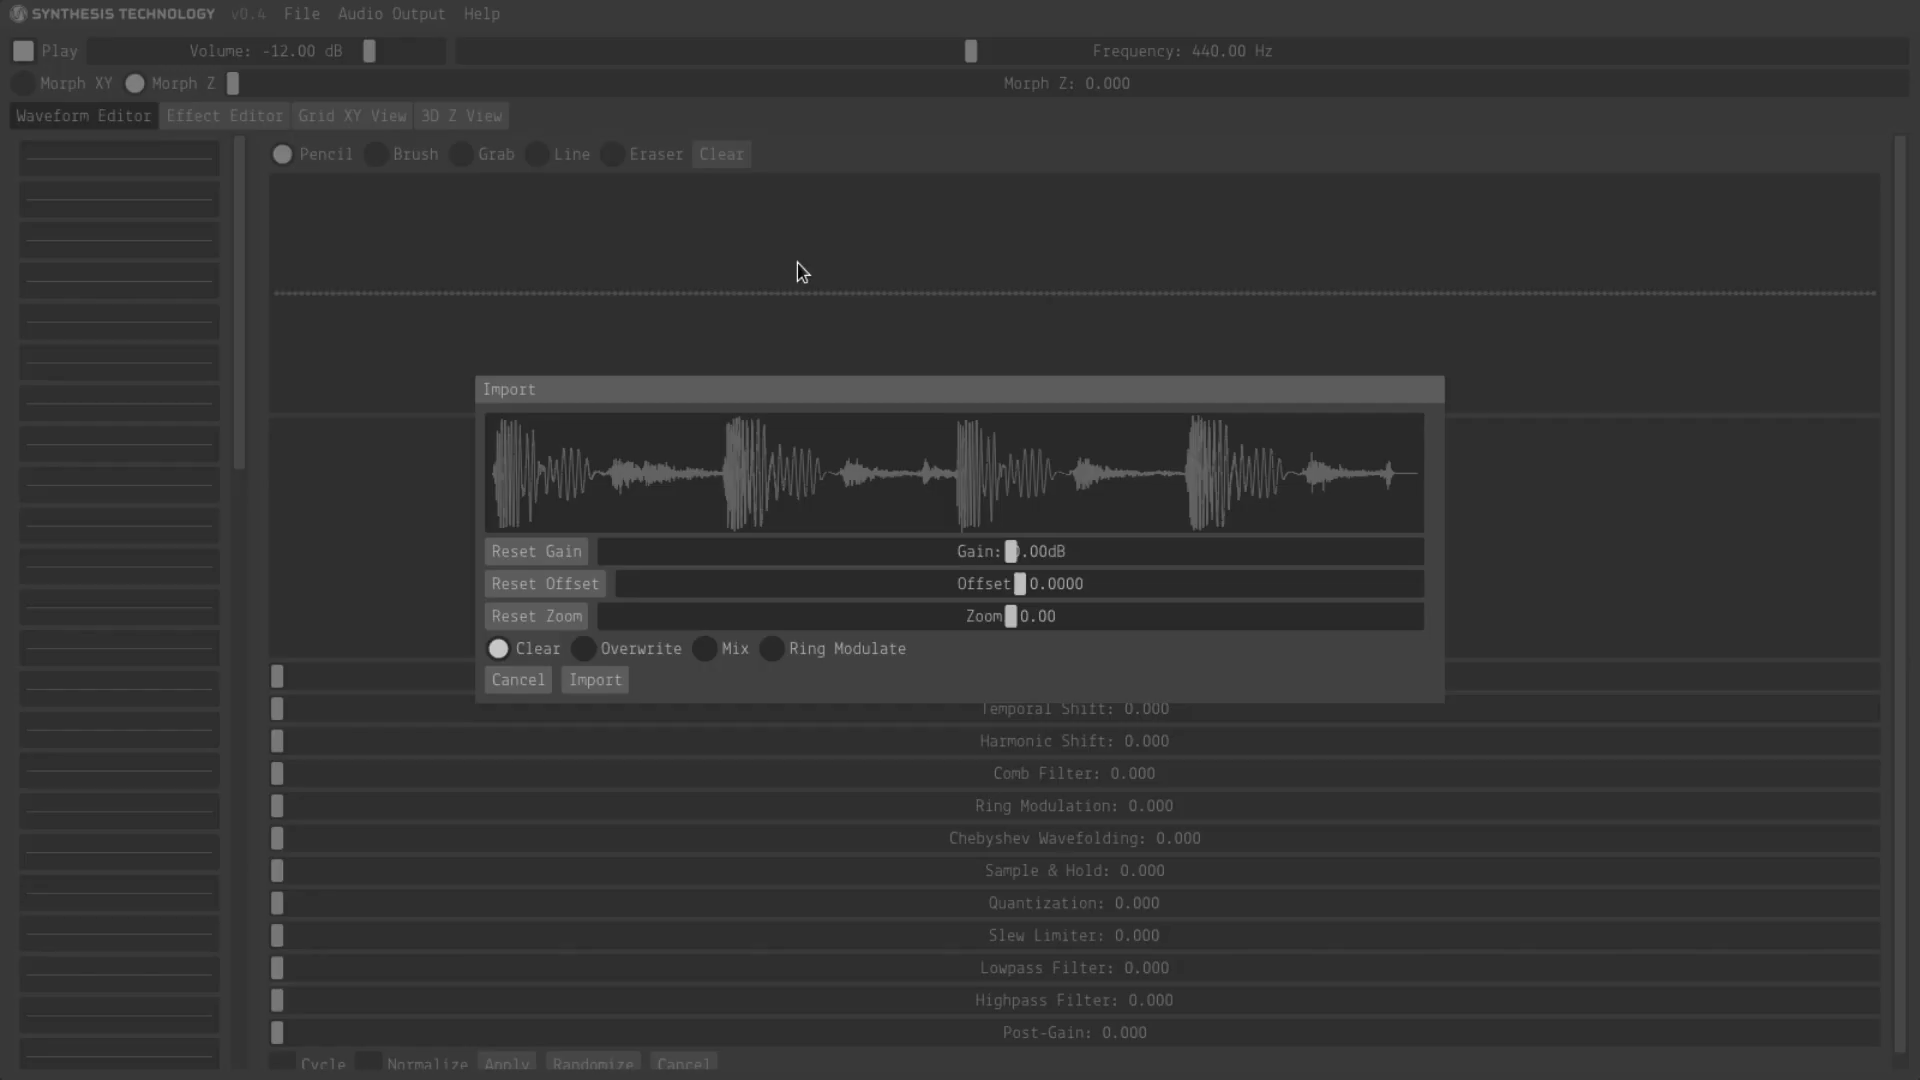 SYNTHESIS TECHNOLOGY v0.4 File Audio Output Help
Play Volume: -12.00 dB Frequency: 440.00 Hz
Morph XY Morph Z Morph Z: 0.000
Waveform Editor Effect Editor Grid XY View 3D Z View
Pencil Brush Grab Line Eraser Clear
Import
Reset Gain Gain: .00dB
Reset Offset Offset 0.0000
Reset Zoom Zoom 0.00
Clear Overwrite Mix Ring Modulate
Cancel Import
Temporal Shift: 0.000
Harmonic Shift: 0.000
Comb Filter: 0.000
Ring Modulation: 0.000
Chebyshev Wavefolding: 0.000
Sample & Hold: 0.000
Quantization: 0.000
Slew Limiter: 0.000
Lowpass Filter: 0.000
Highpass Filter: 0.000
Post-Gain: 0.000
Cycle Normalize Apply Randomize Cancel